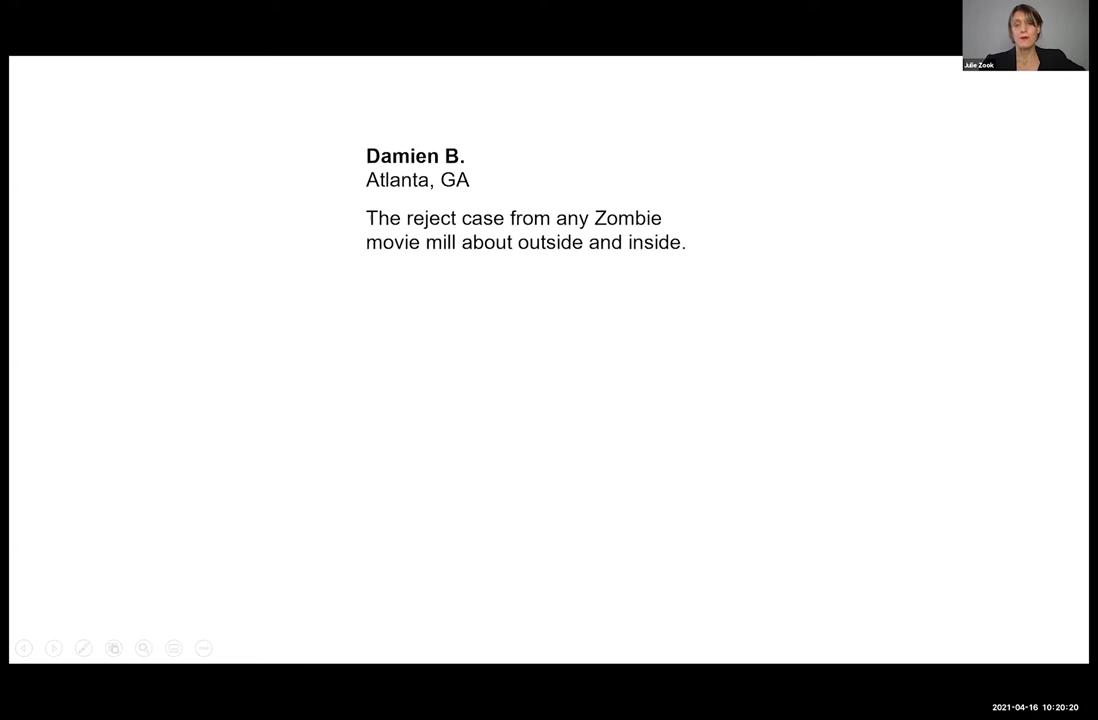 Julie Zook
Damien B.
Atlanta, GA
The reject case from any Zombie
movie mill about outside and inside.
2021-04-16 10:20:20